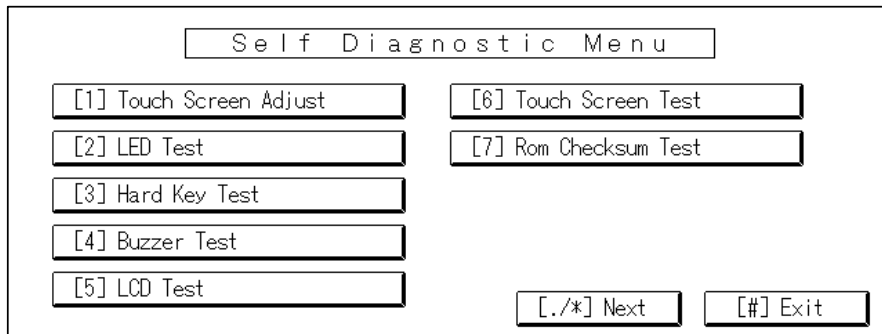 Self Diagnostic Menu
[1] Touch Screen Adjust
[2] LED Test
[3] Hard Key Test
[4] Buzzer Test
[5] LCD Test
[6] Touch Screen Test
[7] Rom Checksum Test
[./*] Next
[#] Exit